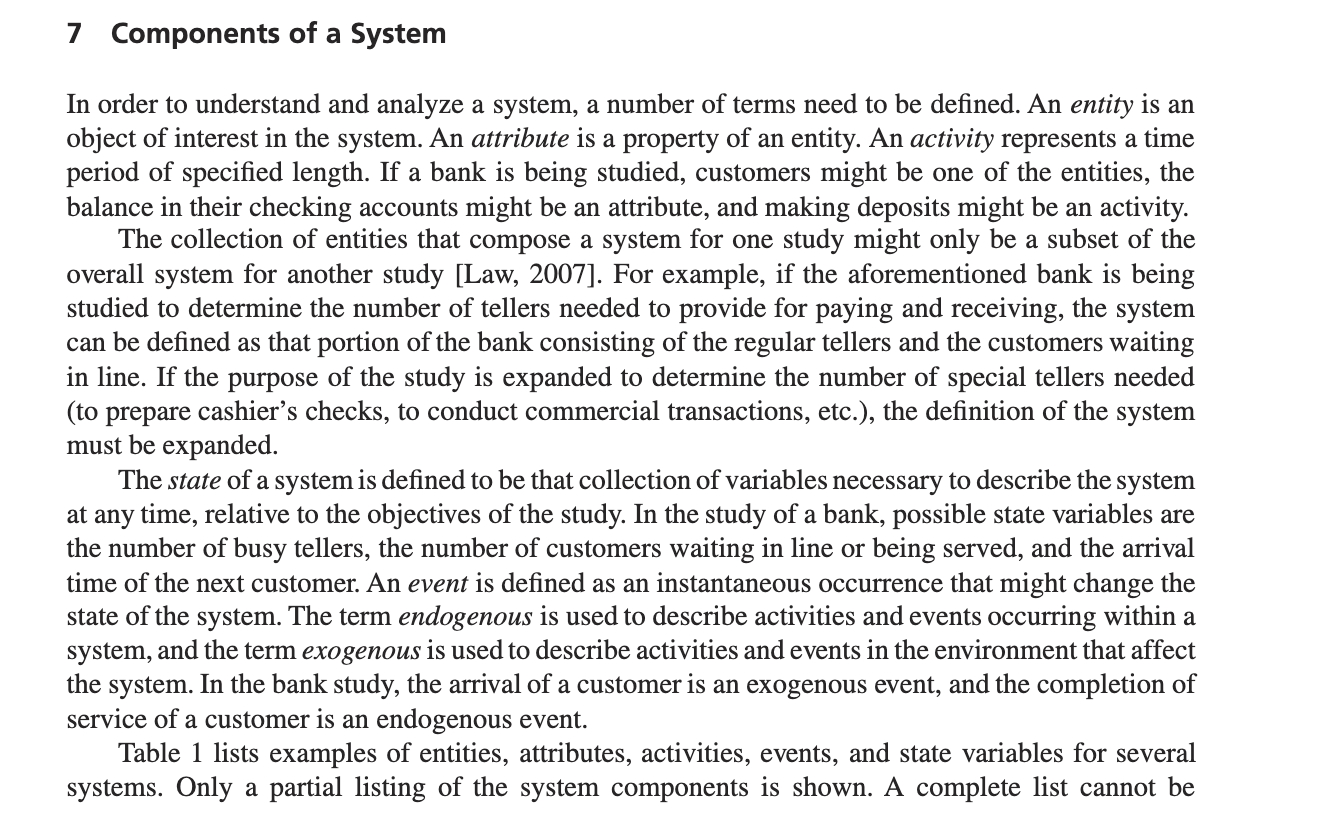 7 Components of a System
In order to understand and analyze a system, a number of terms need to be defined. An entity is an
object of interest in the system. An attribute is a property of an entity. An activity represents a time
period of specified length. If a bank is being studied, customers might be one of the entities, the
balance in their checking accounts might be an attribute, and making deposits might be an activity.
The collection of entities that compose a system for one study might only be a subset of the
overall system for another study [Law, 2007]. For example, if the aforementioned bank is being
studied to determine the number of tellers needed to provide for paying and receiving, the system
can be defined as that portion of the bank consisting of the regular tellers and the customers waiting
in line. If the purpose of the study is expanded to determine the number of special tellers needed
(to prepare cashier’s checks, to conduct commercial transactions, etc.), the definition of the system
must be expanded.
The state of a system is defined to be that collection of variables necessary to describe the system
at any time, relative to the objectives of the study. In the study of a bank, possible state variables are
the number of busy tellers, the number of customers waiting in line or being served, and the arrival
time of the next customer. An event is defined as an instantaneous occurrence that might change the
state of the system. The term endogenous is used to describe activities and events occurring within a
system, and the term exogenous is used to describe activities and events in the environment that affect
the system. In the bank study, the arrival of a customer is an exogenous event, and the completion of
service of a customer is an endogenous event.
Table 1 lists examples of entities, attributes, activities, events, and state variables for several
systems. Only a partial listing of the system components is shown. A complete list cannot be